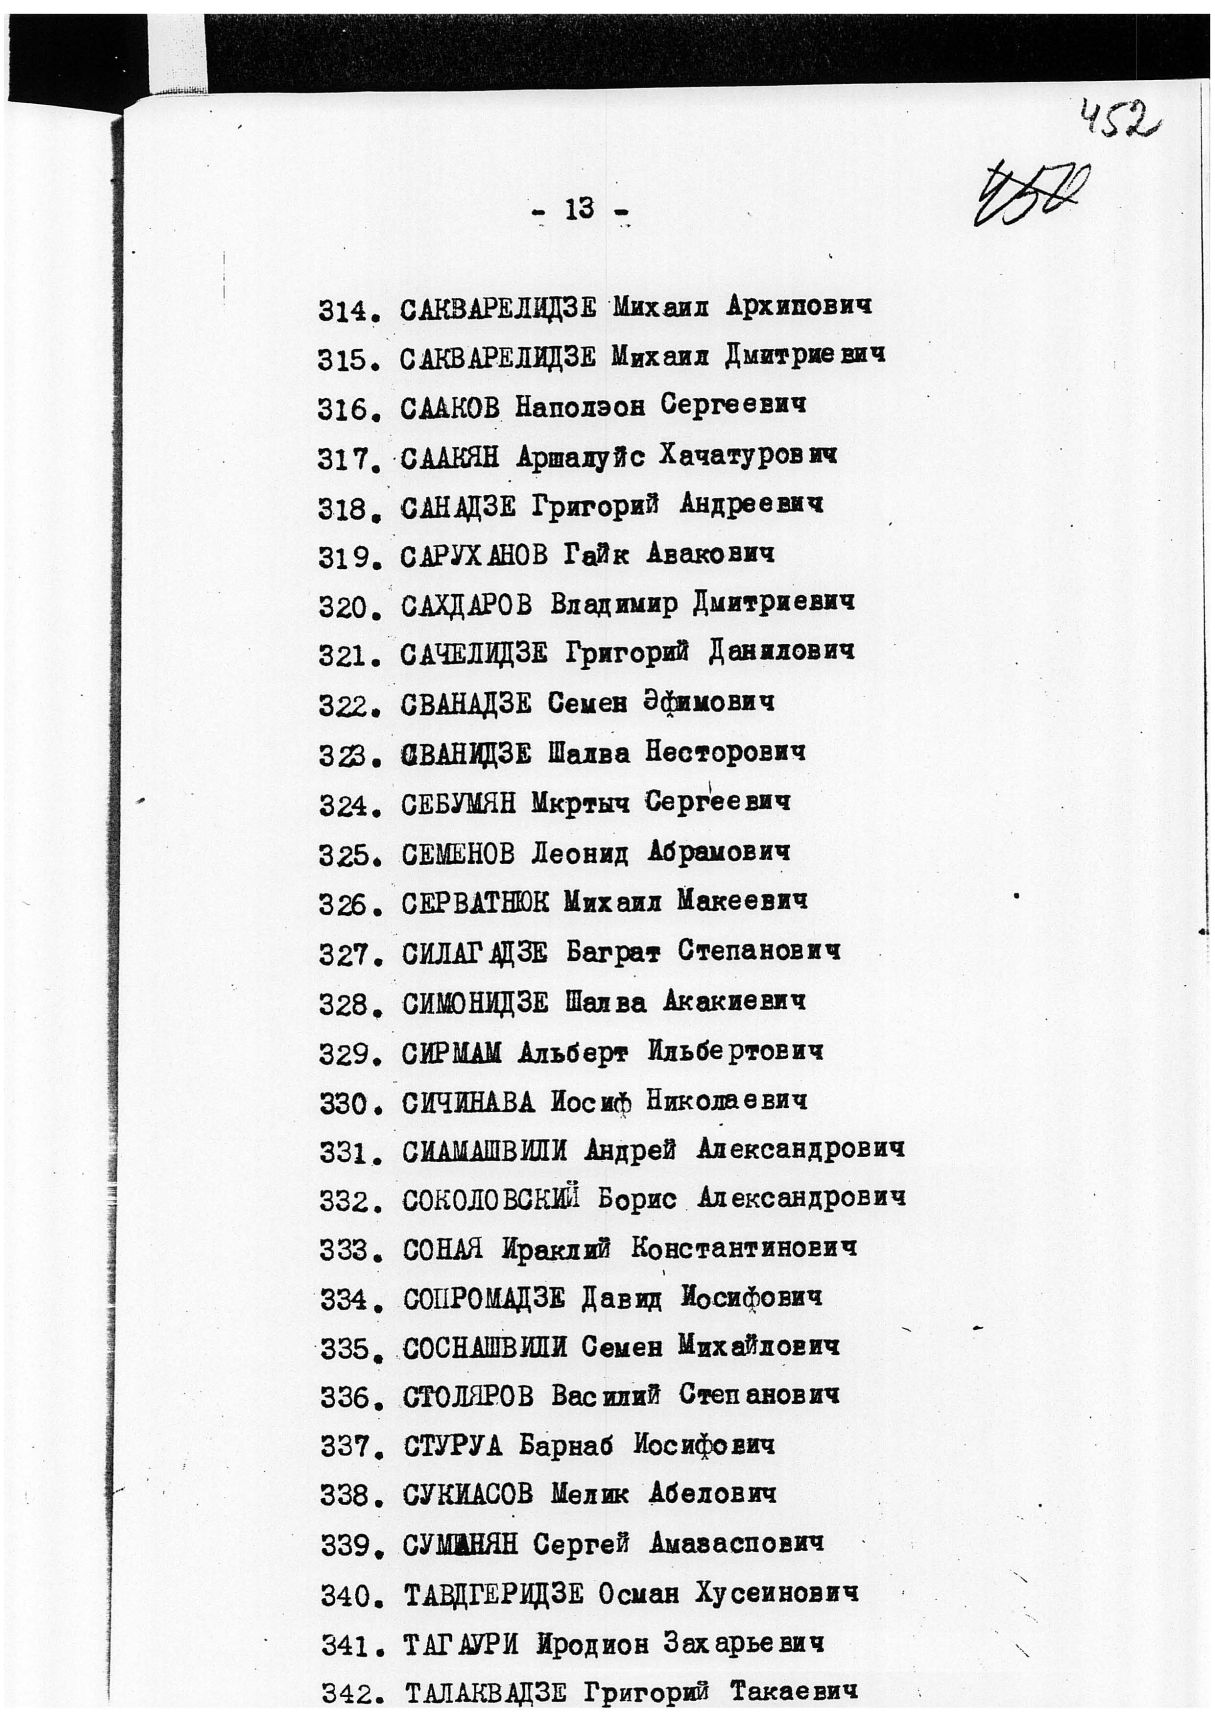 452
450
- 13 -
314. САКВАРЕЛИДЗЕ Михаил Архипович
315. САКВАРЕЛИДЗЕ Михаил Дмитриевич
316. СААКОВ Наполэон Сергеевич
317. СААКЯН Аршалуйс Хачатурович
318. САНАДЗЕ Григорий Андреевич
319. САРУХАНОВ Гайк Авакович
320. САХДАРОВ Владимир Дмитриевич
321. САЧЕЛИДЗЕ Григорий Данилович
322. СВАНАДЗЕ Семен Эфимович
323. СВАНИДЗЕ Шалва Несторович
324. СЕБУМЯН Мкртыч Сергеевич
325. СЕМЕНОВ Леонид Абрамович
326. СЕРВАТНЮК Михаил Макеевич
327. СИЛАГАДЗЕ Баграт Степанович
328. СИМОНИДЗЕ Шалва Акакиевич
329. СИРМАМ Альберт Ильбертович
330. СИЧИНАВА Иосиф Николаевич
331. СИАМАШВИЛИ Андрей Александрович
332. СОКОЛОВСКИЙ Борис Александрович
333. СОНАЯ Ираклий Константинович
334. СОПРОМАДЗЕ Давид Иосифович
335. СОСНАШВИЛИ Семен Михайлович
336. СТОЛЯРОВ Василий Степанович
337. СТУРУА Барнаб Иосифович
338. СУКИАСОВ Мелик Абелович
339. СУМАНЯН Сергей Амазаспович
340. ТАВДГЕРИДЗЕ Осман Хусеинович
341. ТАГАУРИ Иродион Захарьевич
342. ТАЛАКВАДЗЕ Григорий Такаевич